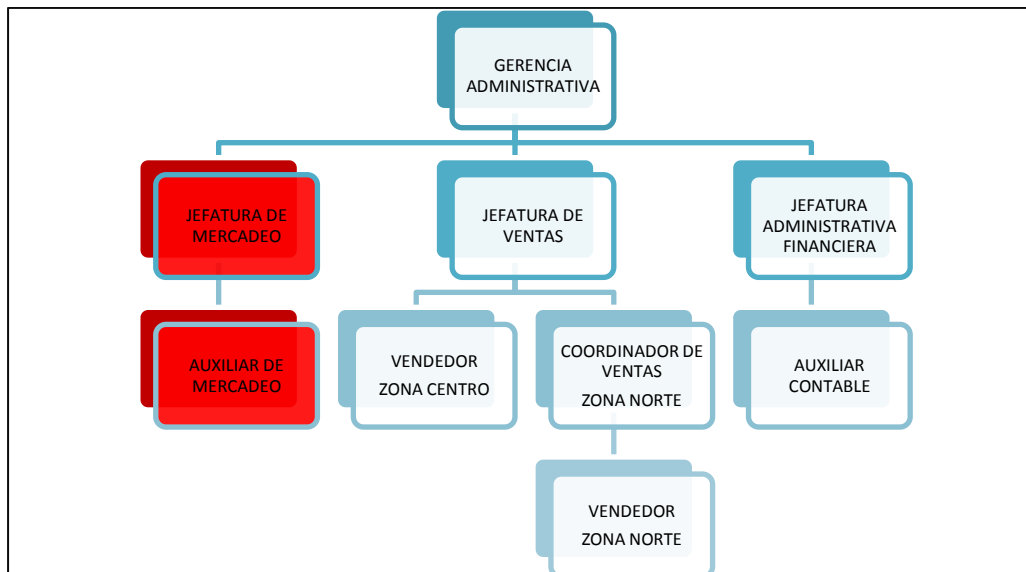 GERENCIA
ADMINISTRATIVA
JEFATURA DE
MERCADEO
JEFATURA DE
VENTAS
JEFATURA
ADMINISTRATIVA
FINANCIERA
AUXILIAR DE
MERCADEO
VENDEDOR
ZONA CENTRO
COORDINADOR DE
VENTAS
ZONA NORTE
AUXILIAR
CONTABLE
VENDEDOR
ZONA NORTE